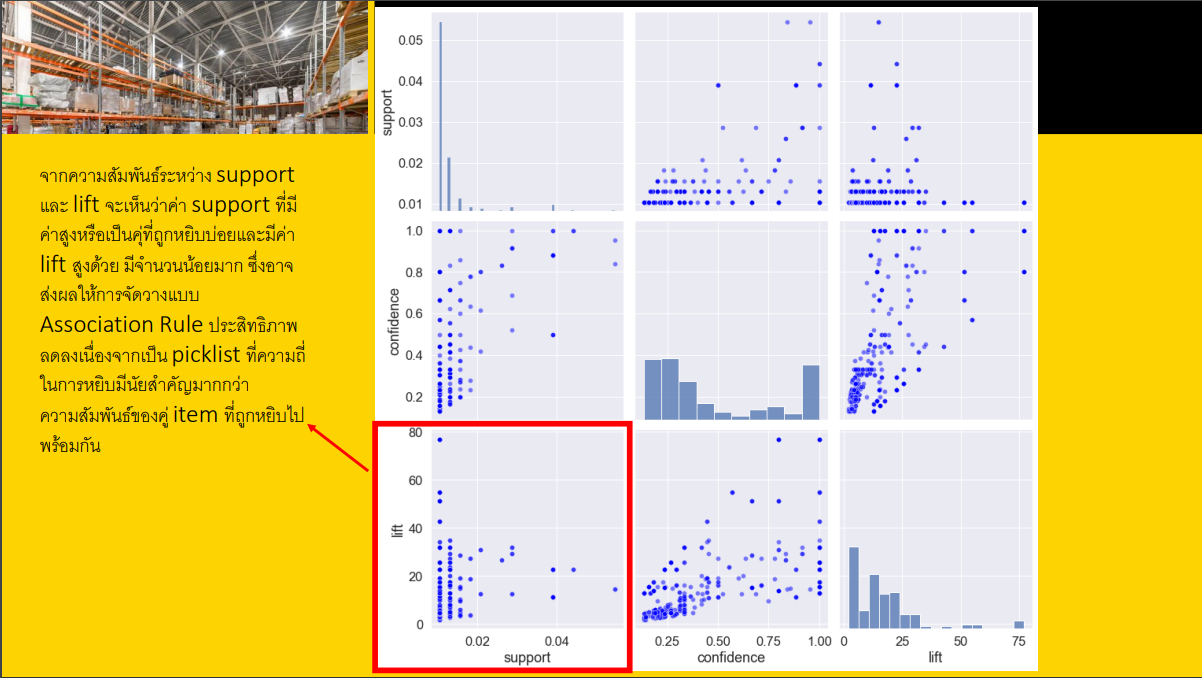 จากความสัมพันธ์ระหว่าง support
และ lift จะเห็นว่าค่า support ที่มี
ค่าสูงหรือเป็นคู่ที่ถูกหยิบบ่อยและมีค่า
lift สูงด้วย มีจำนวนน้อยมาก ซึ่งอาจ
ส่งผลให้การจัดวางแบบ
Association Rule ประสิทธิภาพ
ลดลงเนื่องจากเป็น picklist ที่ความถี่
ในการหยิบมีนัยสำคัญมากกว่า
ความสัมพันธ์ของคู่ item ที่ถูกหยิบไป
พร้อมกัน
support
0.05
0.04
0.03
0.02
0.01
confidence
1.0
0.8
0.6
0.4
0.2
lift
80
60
40
20
0
0.02 0.04
support
0.25 0.50 0.75 1.00
confidence
0 25 50 75
lift